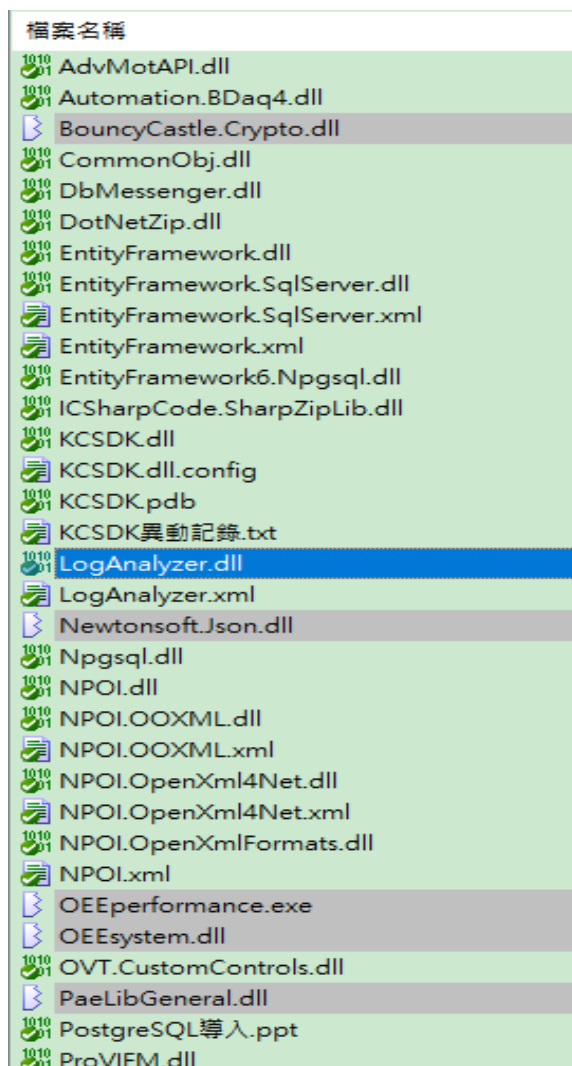 檔案名稱
AdvMotAPI.dll
Automation.BDaq4.dll
BouncyCastle.Crypto.dll
CommonObj.dll
DbMessenger.dll
DotNetZip.dll
EntityFramework.dll
EntityFramework.SqlServer.dll
EntityFramework.SqlServer.xml
EntityFramework.xml
EntityFramework6.Npgsql.dll
ICSharpCode.SharpZipLib.dll
KCSDK.dll
KCSDK.dll.config
KCSDK.pdb
KCSDK異動記錄.txt
LogAnalyzer.dll
LogAnalyzer.xml
Newtonsoft.Json.dll
Npgsql.dll
NPOI.dll
NPOI.OOXML.dll
NPOI.OOXML.xml
NPOI.OpenXml4Net.dll
NPOI.OpenXml4Net.xml
NPOI.OpenXmlFormats.dll
NPOI.xml
OEEperformance.exe
OEEsystem.dll
OVT.CustomControls.dll
PaeLibGeneral.dll
PostgreSQL導入.ppt
ProVIFM.dll